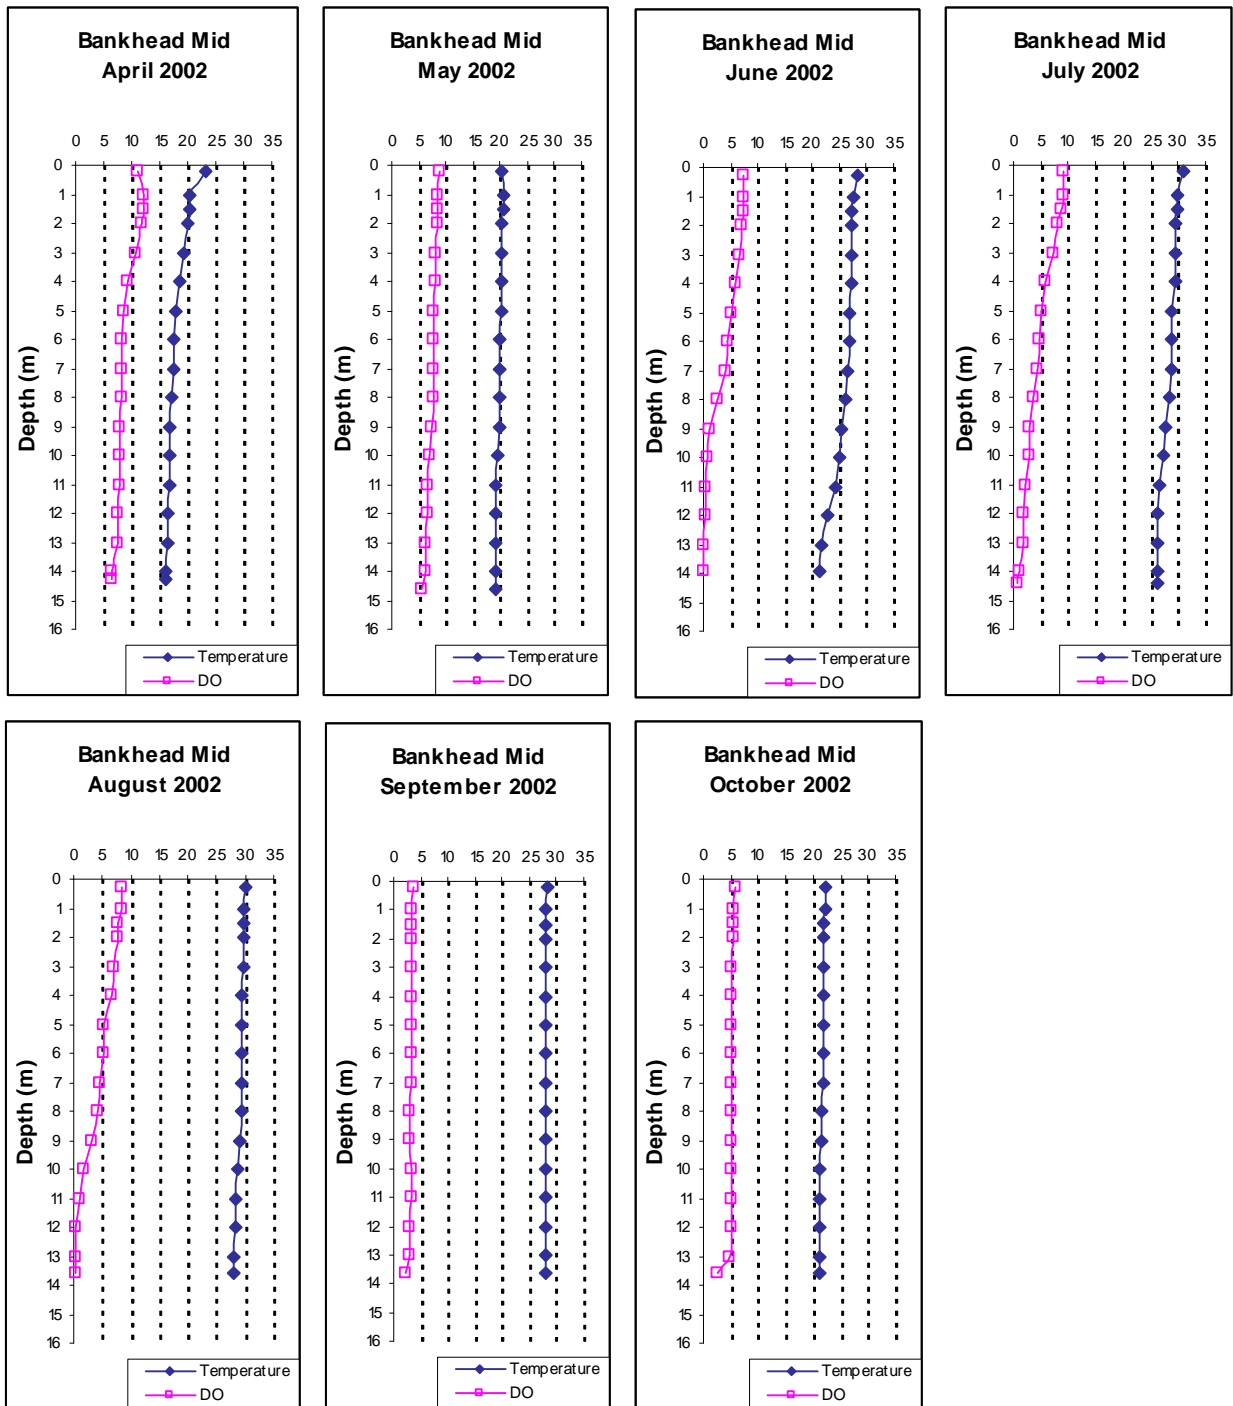 Bankhead Mid
April 2002
0 5 10 15 20 25 30 35
0
1
2
3
4
5
6
7
8
9
10
11
12
13
14
15
16
Depth (m)
Temperature
DO
Bankhead Mid
May 2002
0 5 10 15 20 25 30 35
0
1
2
3
4
5
6
7
8
9
10
11
12
13
14
15
16
Depth (m)
Temperature
DO
Bankhead Mid
June 2002
0 5 10 15 20 25 30 35
0
1
2
3
4
5
6
7
8
9
10
11
12
13
14
15
16
Depth (m)
Temperature
DO
Bankhead Mid
July 2002
0 5 10 15 20 25 30 35
0
1
2
3
4
5
6
7
8
9
10
11
12
13
14
15
16
Depth (m)
Temperature
DO
Bankhead Mid
August 2002
0 5 10 15 20 25 30 35
0
1
2
3
4
5
6
7
8
9
10
11
12
13
14
15
16
Depth (m)
Temperature
DO
Bankhead Mid
September 2002
0 5 10 15 20 25 30 35
0
1
2
3
4
5
6
7
8
9
10
11
12
13
14
15
16
Depth (m)
Temperature
DO
Bankhead Mid
October 2002
0 5 10 15 20 25 30 35
0
1
2
3
4
5
6
7
8
9
10
11
12
13
14
15
16
Depth (m)
Temperature
DO